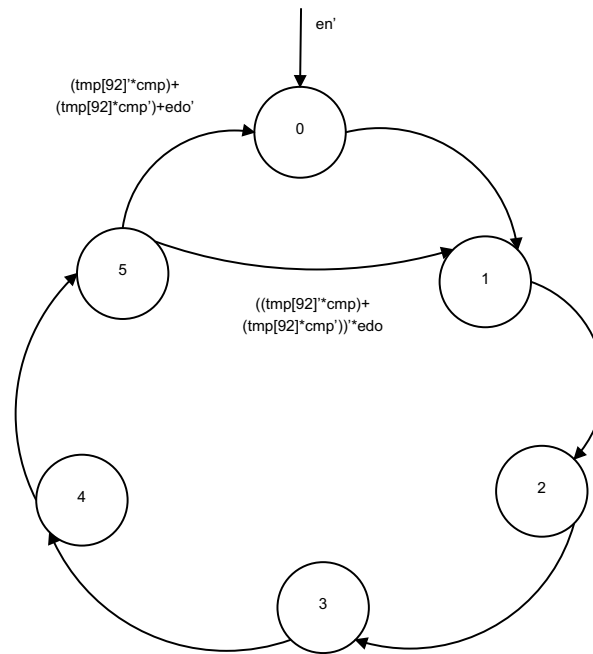 en'
(tmp[92]'*cmp)+
(tmp[92]*cmp')+edo'
0
5
1
((tmp[92]'*cmp)+
(tmp[92]*cmp'))'*edo
4
2
3